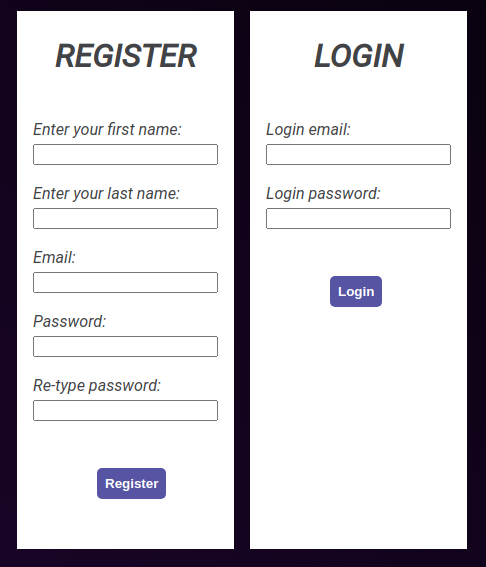 REGISTER
Enter your first name:
Enter your last name:
Email:
Password:
Re-type password:
Register
LOGIN
Login email:
Login password:
Login